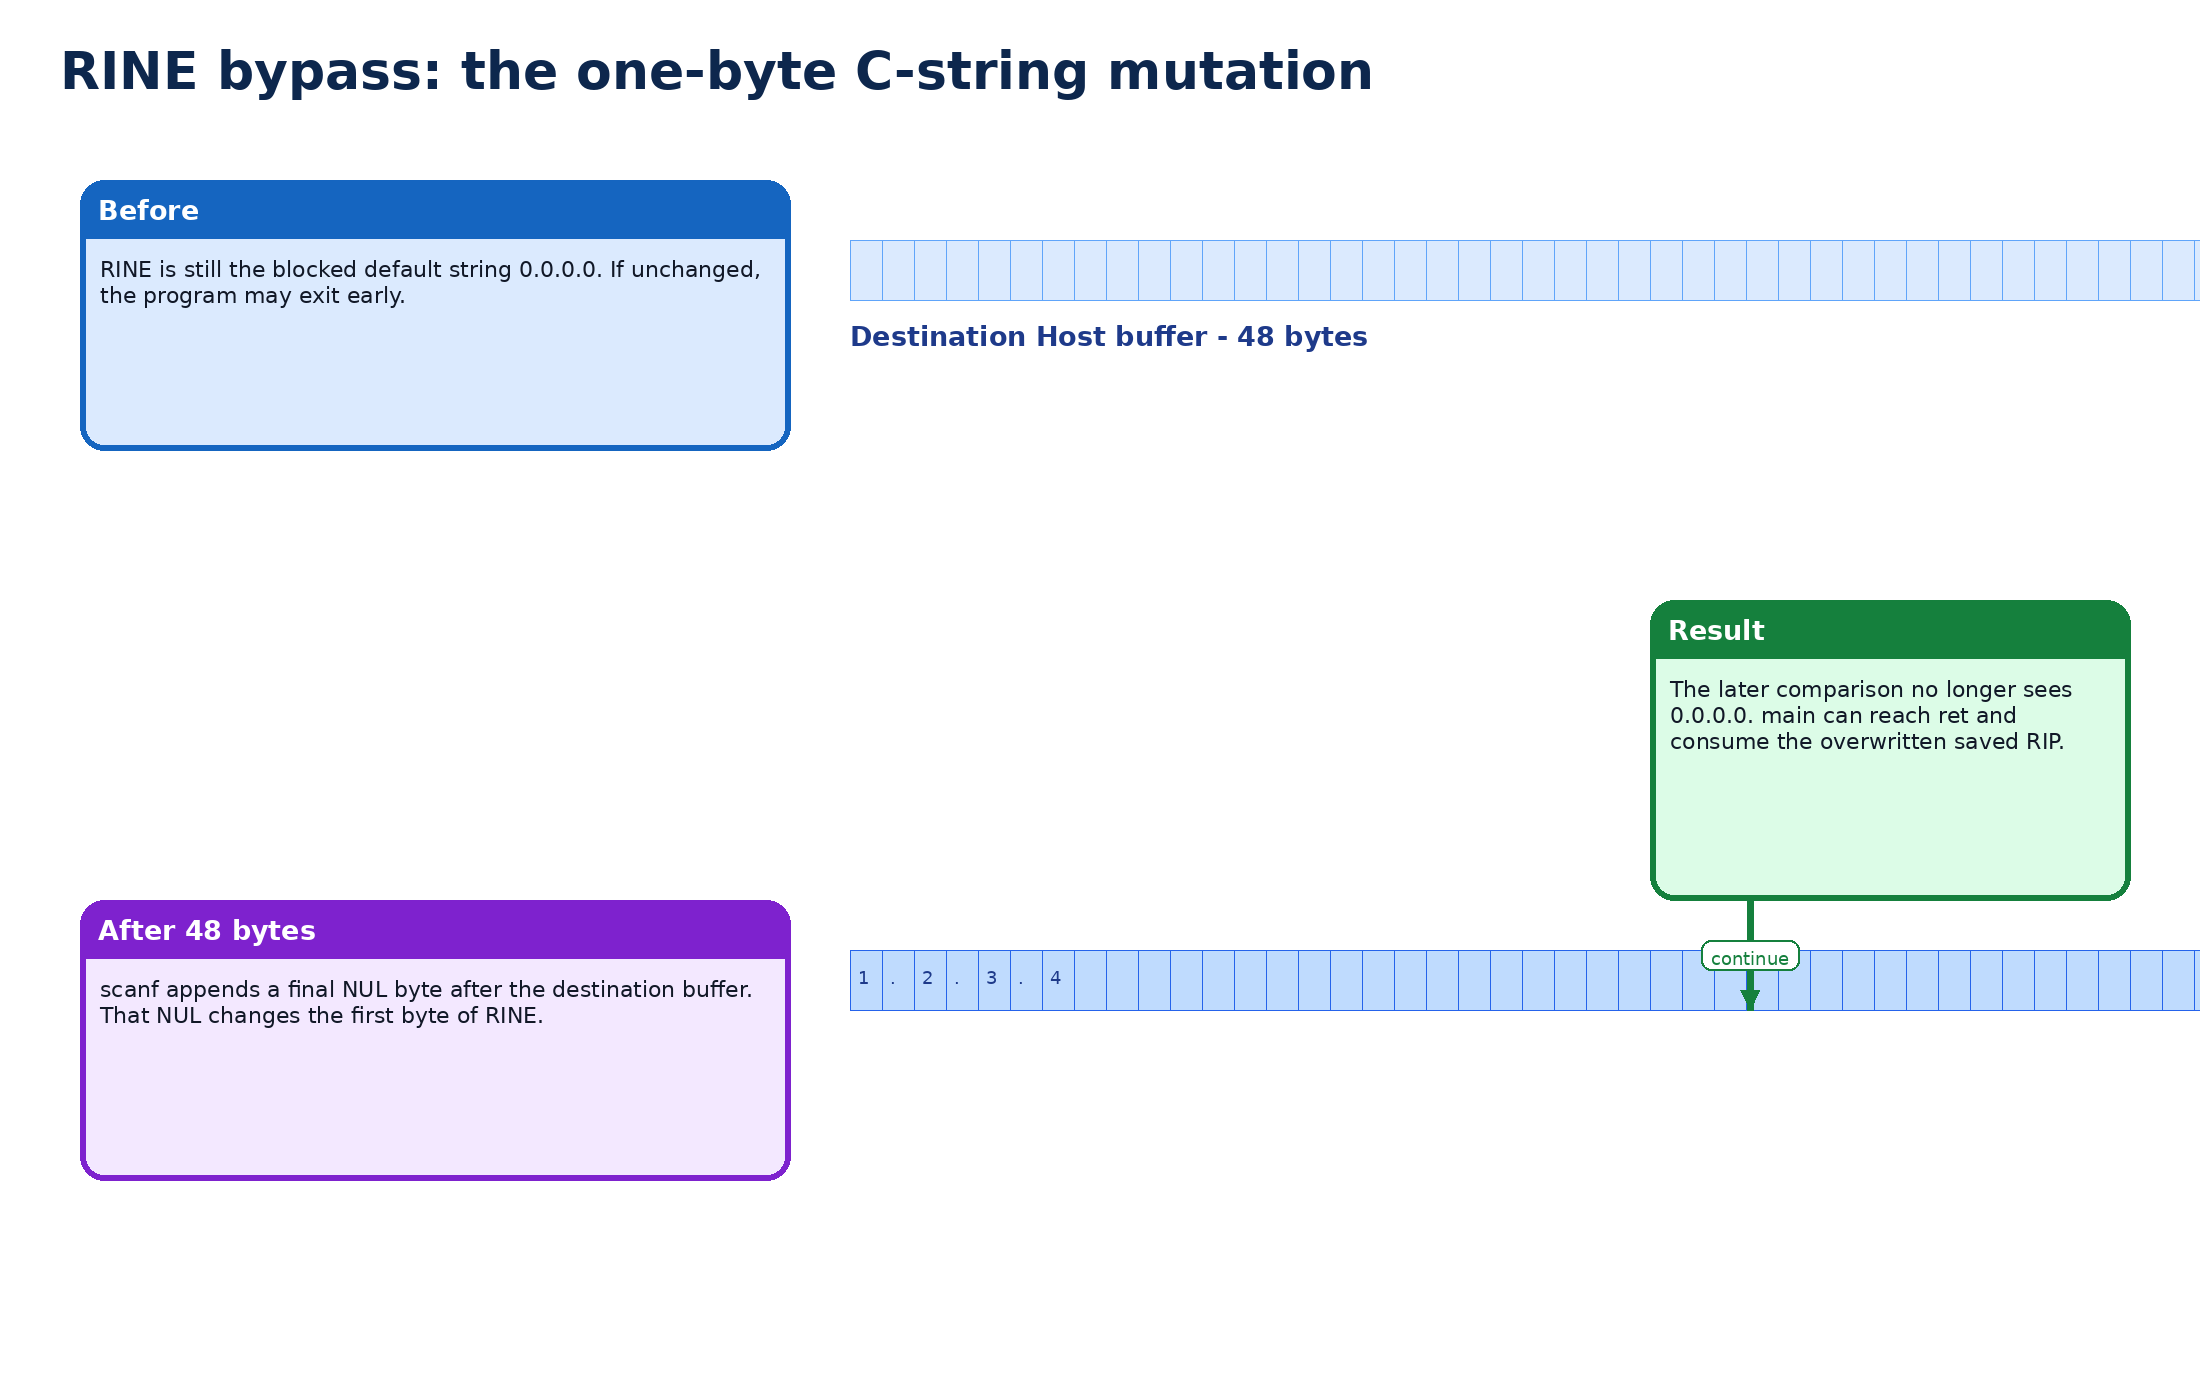 RINE bypass: the one-byte C-string mutation
Before
RINE is still the blocked default string 0.0.0.0. If unchanged,
the program may exit early.
Destination Host buffer - 48 bytes
Result
The later comparison no longer sees
0.0.0.0. main can reach ret and
consume the overwritten saved RIP.
After 48 bytes
scanf appends a final NUL byte after the destination buffer.
That NUL changes the first byte of RINE.
continue
1 . 2 . 3 . 4